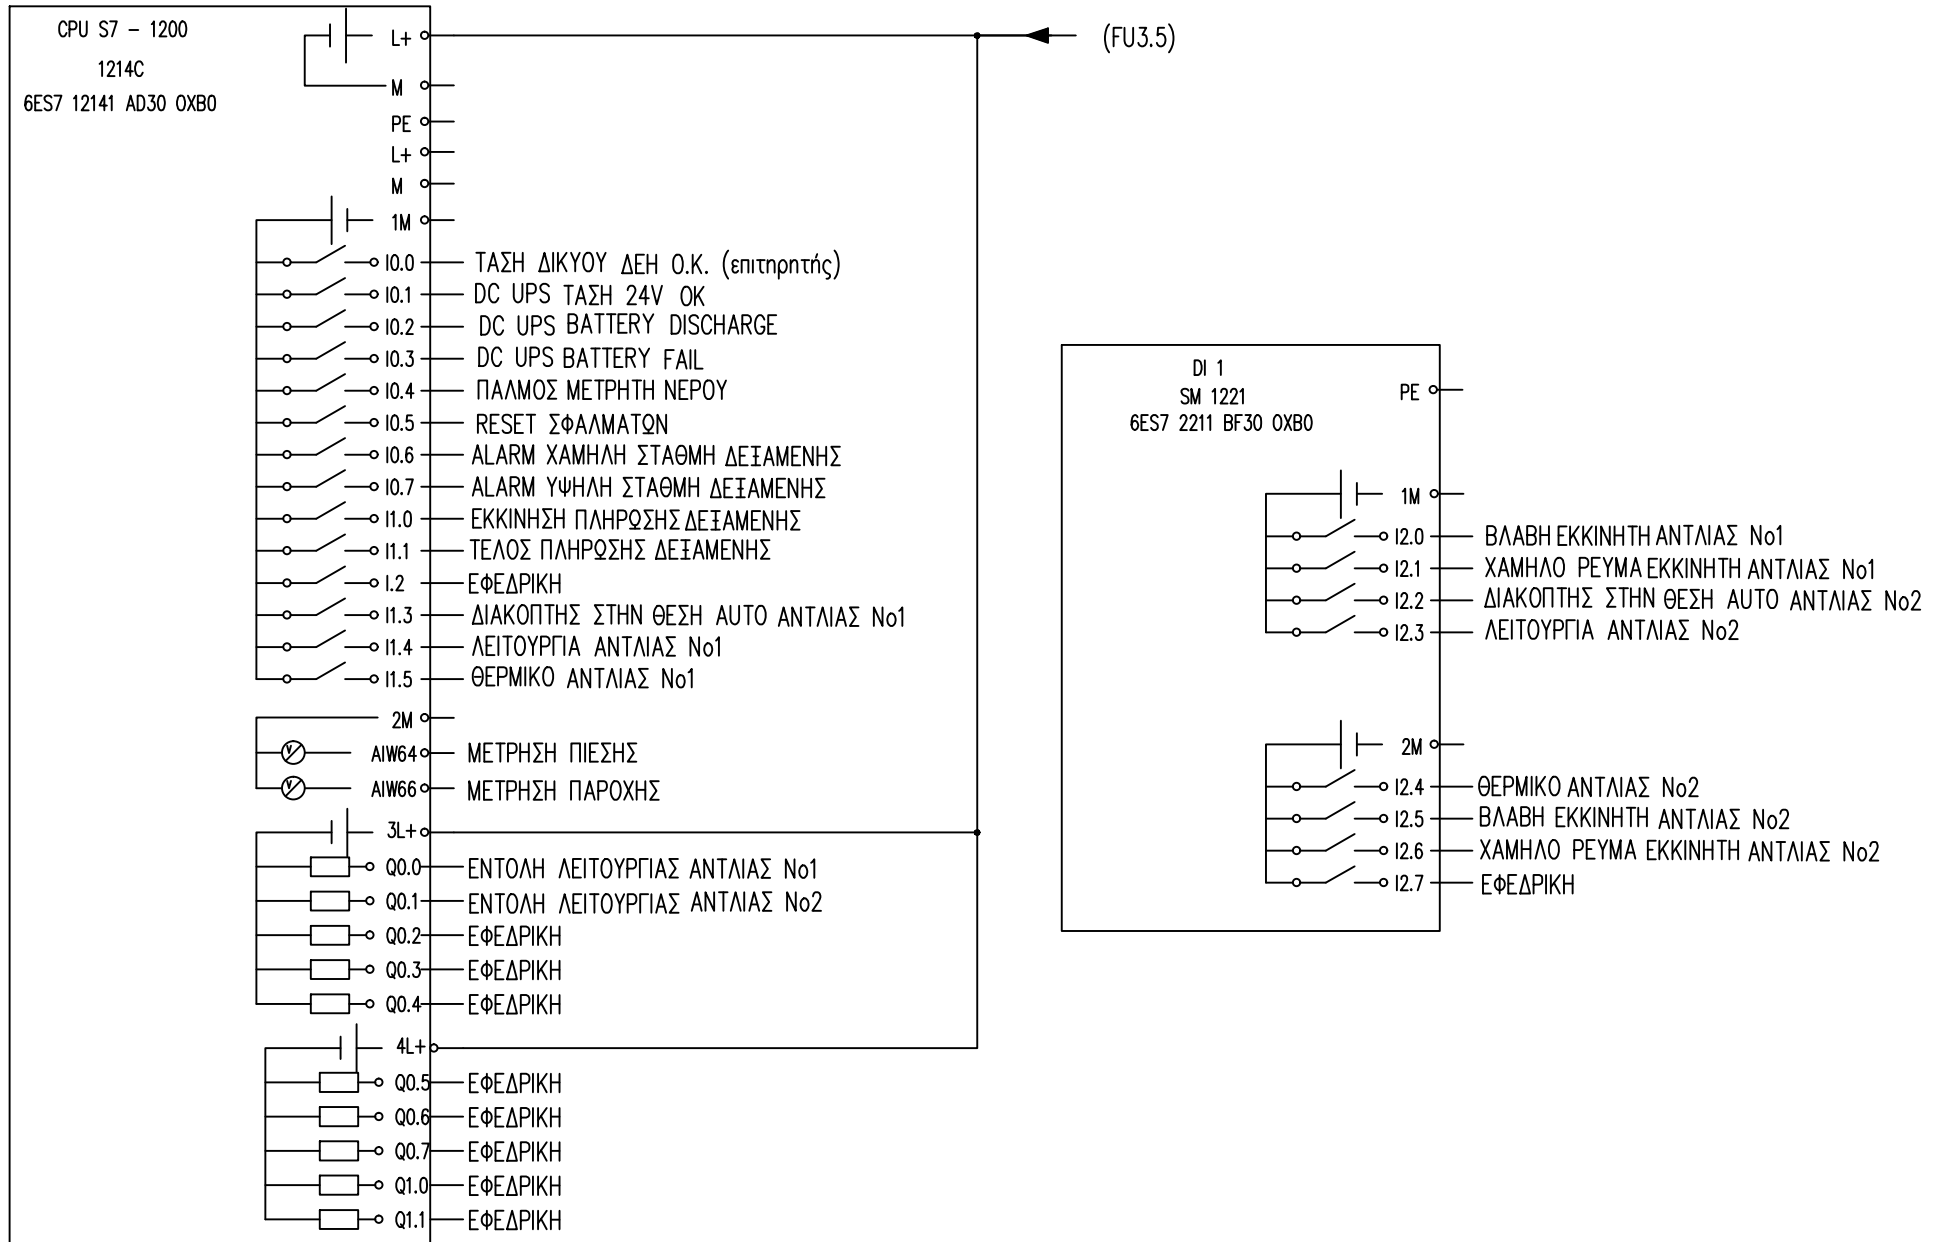 CPU S7 – 1200
1214C
6ES7 12141 AD30 OXB0
L+
(FU3.5)
M
PE
L+
M
1M
I0.0 ΤΑΣΗ ΔΙΚΥΟΥ ΔΕΗ Ο.Κ. (επιτηρητής)
I0.1 DC UPS ΤΑΣΗ 24V OK
I0.2 DC UPS BATTERY DISCHARGE
I0.3 DC UPS BATTERY FAIL
I0.4 ΠΑΛΜΟΣ ΜΕΤΡΗΤΗ ΝΕΡΟΥ
I0.5 RESET ΣΦΑΛΜΑΤΩΝ
I0.6 ALARM ΧΑΜΗΛΗ ΣΤΑΘΜΗ ΔΕΞΑΜΕΝΗΣ
I0.7 ALARM ΥΨΗΛΗ ΣΤΑΘΜΗ ΔΕΞΑΜΕΝΗΣ
I1.0 ΕΚΚΙΝΗΣΗ ΠΛΗΡΩΣΗΣ ΔΕΞΑΜΕΝΗΣ
I1.1 ΤΕΛΟΣ ΠΛΗΡΩΣΗΣ ΔΕΞΑΜΕΝΗΣ
I.2 ΕΦΕΔΡΙΚΗ
I1.3 ΔΙΑΚΟΠΤΗΣ ΣΤΗΝ ΘΕΣΗ AUTO ΑΝΤΛΙΑΣ No1
I1.4 ΛΕΙΤΟΥΡΓΙΑ ΑΝΤΛΙΑΣ No1
I1.5 ΘΕΡΜΙΚΟ ΑΝΤΛΙΑΣ No1
2M
AIW64 ΜΕΤΡΗΣΗ ΠΙΕΣΗΣ
AIW66 ΜΕΤΡΗΣΗ ΠΑΡΟΧΗΣ
3L+
Q0.0 ΕΝΤΟΛΗ ΛΕΙΤΟΥΡΓΙΑΣ ΑΝΤΛΙΑΣ No1
Q0.1 ΕΝΤΟΛΗ ΛΕΙΤΟΥΡΓΙΑΣ ΑΝΤΛΙΑΣ No2
Q0.2 ΕΦΕΔΡΙΚΗ
Q0.3 ΕΦΕΔΡΙΚΗ
Q0.4 ΕΦΕΔΡΙΚΗ
4L+
Q0.5 ΕΦΕΔΡΙΚΗ
Q0.6 ΕΦΕΔΡΙΚΗ
Q0.7 ΕΦΕΔΡΙΚΗ
Q1.0 ΕΦΕΔΡΙΚΗ
Q1.1 ΕΦΕΔΡΙΚΗ
DI 1
SM 1221
6ES7 2211 BF30 OXB0
PE
1M
I2.0 ΒΛΑΒΗ ΕΚΚΙΝΗΤΗ ΑΝΤΛΙΑΣ No1
I2.1 ΧΑΜΗΛΟ ΡΕΥΜΑ ΕΚΚΙΝΗΤΗ ΑΝΤΛΙΑΣ No1
I2.2 ΔΙΑΚΟΠΤΗΣ ΣΤΗΝ ΘΕΣΗ AUTO ΑΝΤΛΙΑΣ No2
I2.3 ΛΕΙΤΟΥΡΓΙΑ ΑΝΤΛΙΑΣ No2
2M
I2.4 ΘΕΡΜΙΚΟ ΑΝΤΛΙΑΣ No2
I2.5 ΒΛΑΒΗ ΕΚΚΙΝΗΤΗ ΑΝΤΛΙΑΣ No2
I2.6 ΧΑΜΗΛΟ ΡΕΥΜΑ ΕΚΚΙΝΗΤΗ ΑΝΤΛΙΑΣ No2
I2.7 ΕΦΕΔΡΙΚΗ